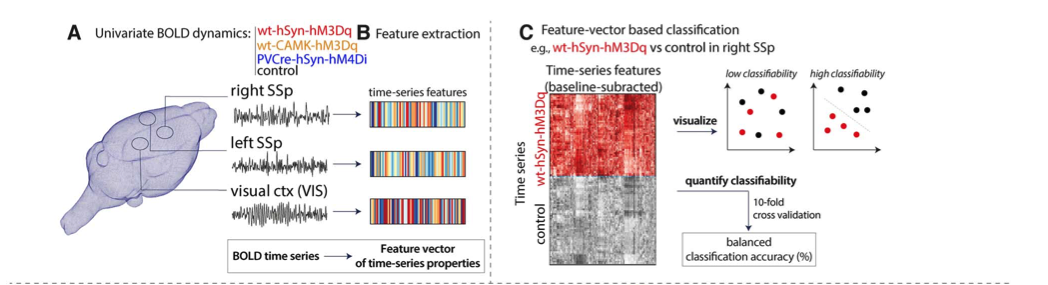 A Univariate BOLD dynamics:
wt-hSyn-hM3Dq
wt-CAMK-hM3Dq
PVCre-hSyn-hM4Di
control
right SSp
left SSp
visual ctx (VIS)
B Feature extraction
time-series features
BOLD time series
Feature vector
of time-series properties
C Feature-vector based classification
e.g., wt-hSyn-hM3Dq vs control in right SSp
Time-series features
(baseline-subtracted)
Time series
wt-hSyn-hM3Dq
control
visualize
low classifiability
high classifiability
quantify classifiability
10-fold
cross validation
balanced
classification accuracy (%)